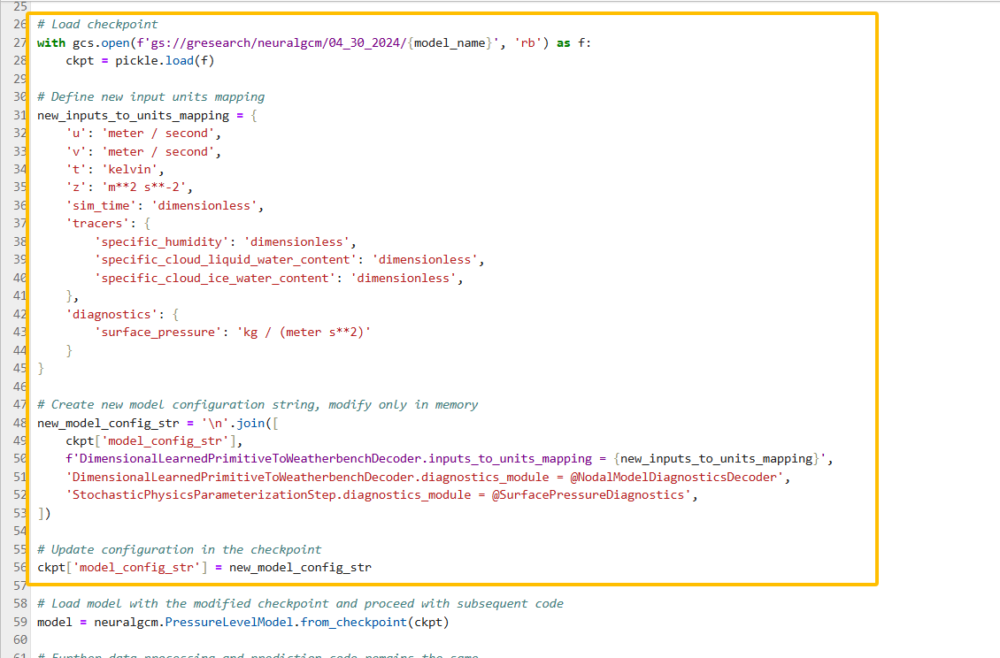 25
26 # Load checkpoint
27 with gcs.open(f'gs://gresearch/neuralgcm/04_30_2024/{model_name}', 'rb') as f:
28     ckpt = pickle.load(f)
29
30 # Define new input units mapping
31 new_inputs_to_units_mapping = {
32     'u': 'meter / second',
33     'v': 'meter / second',
34     't': 'kelvin',
35     'z': 'm**2 s**-2',
36     'sim_time': 'dimensionless',
37     'tracers': {
38         'specific_humidity': 'dimensionless',
39         'specific_cloud_liquid_water_content': 'dimensionless',
40         'specific_cloud_ice_water_content': 'dimensionless',
41     },
42     'diagnostics': {
43         'surface_pressure': 'kg / (meter s**2)'
44     }
45 }
46
47 # Create new model configuration string, modify only in memory
48 new_model_config_str = '\n'.join([
49     ckpt['model_config_str'],
50     f'DimensionalLearnedPrimitiveToWeatherbenchDecoder.inputs_to_units_mapping = {new_inputs_to_units_mapping}',
51     'DimensionalLearnedPrimitiveToWeatherbenchDecoder.diagnostics_module = @NodalModelDiagnosticsDecoder',
52     'StochasticPhysicsParameterizationStep.diagnostics_module = @SurfacePressureDiagnostics',
53 ])
54
55 # Update configuration in the checkpoint
56 ckpt['model_config_str'] = new_model_config_str
57
58 # Load model with the modified checkpoint and proceed with subsequent code
59 model = neuralgcm.PressureLevelModel.from_checkpoint(ckpt)
60
61 # Further data processing and prediction code remains the same